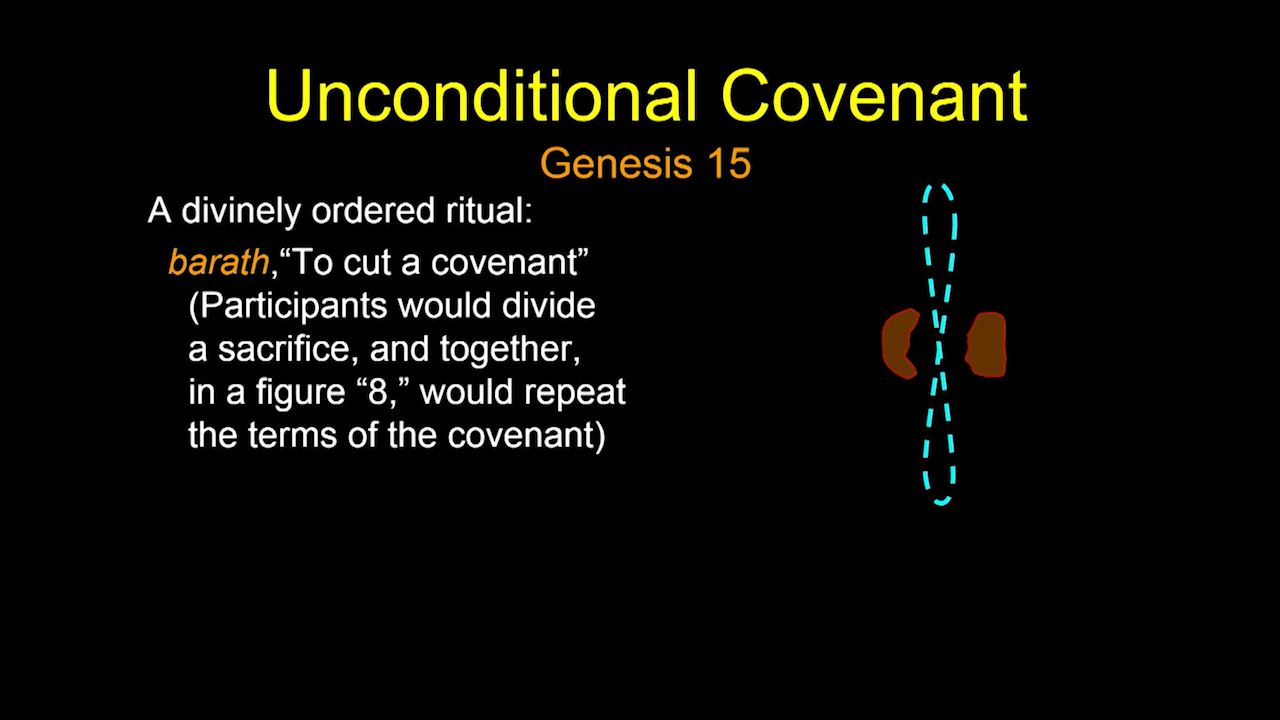 Unconditional Covenant
Genesis 15
A divinely ordered ritual:
barath,“To cut a covenant”
(Participants would divide
a sacrifice, and together,
in a figure “8,” would repeat
the terms of the covenant)